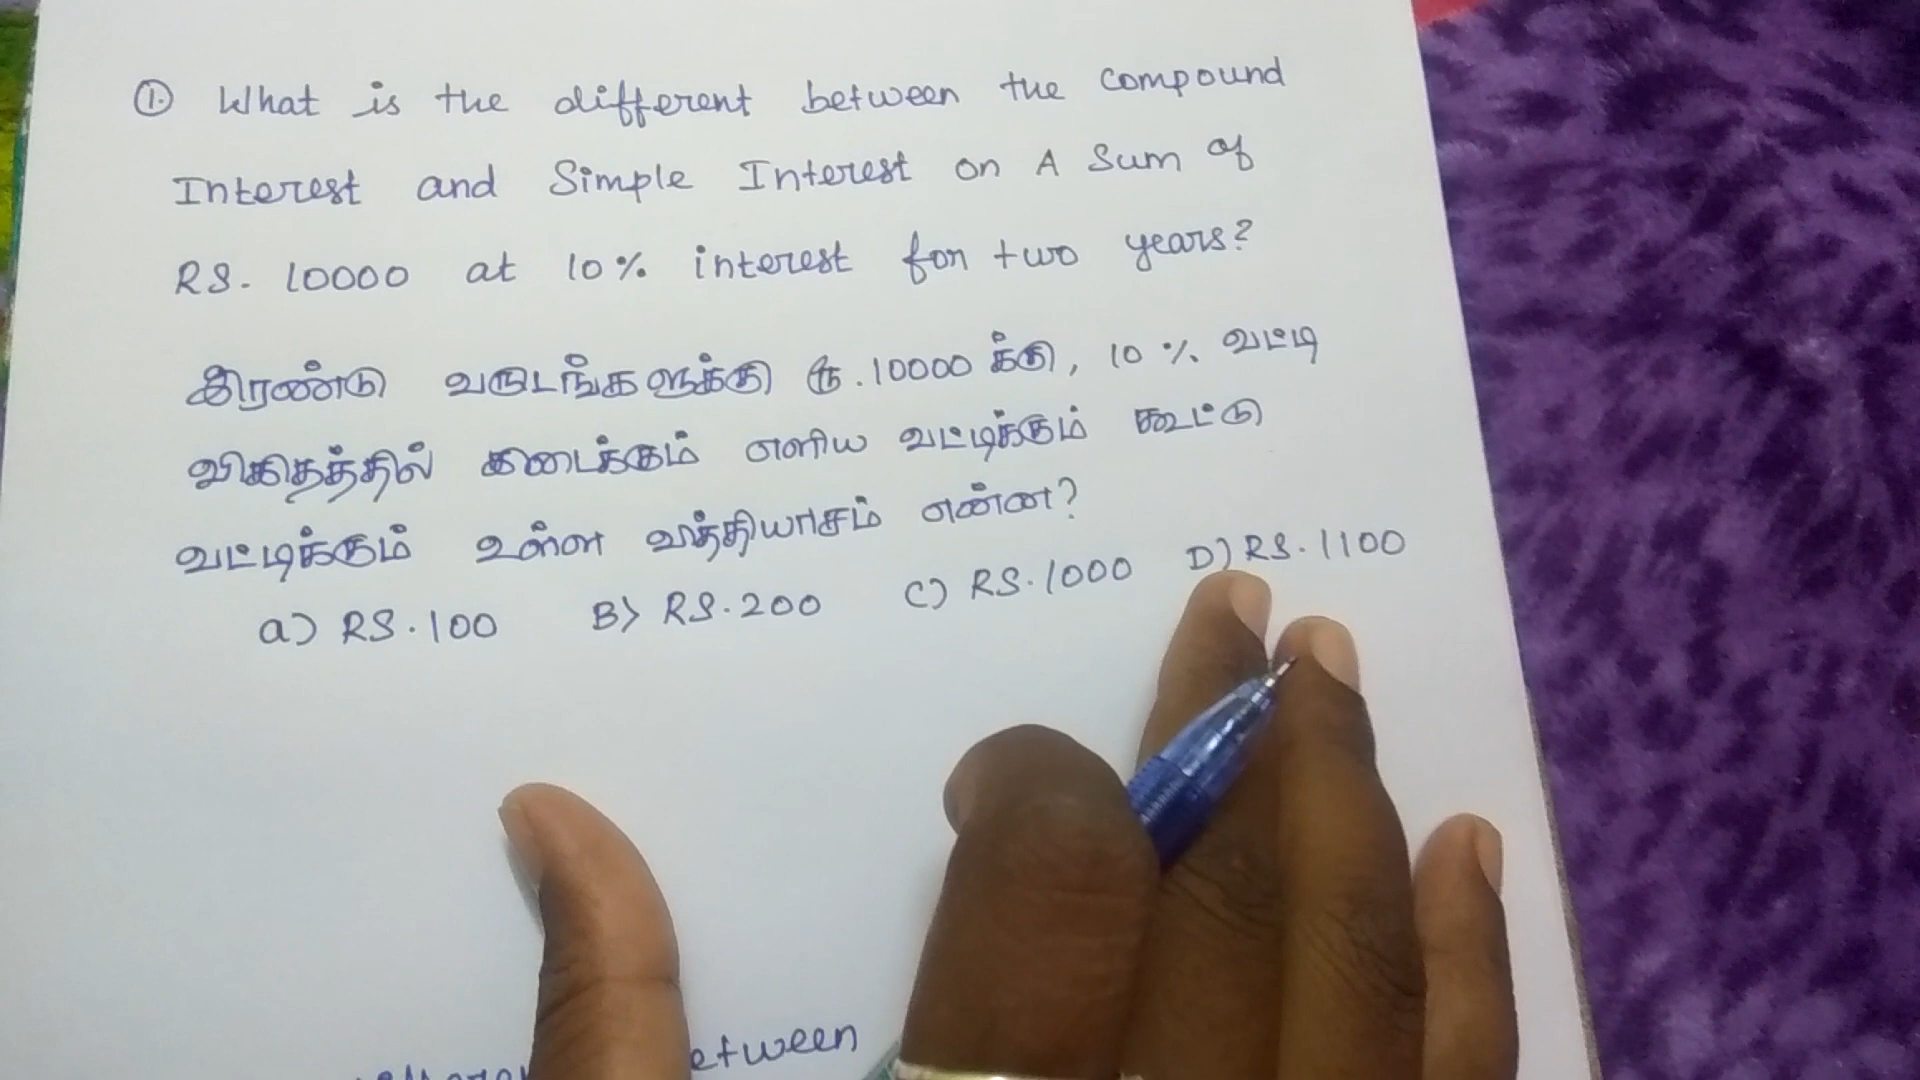 ① What is the different between the compound
Interest and Simple Interest on A Sum of
RS. 10000 at 10% interest for two years?
இரண்டு வருடங்களுக்கு ரூ.10000 க்கு, 10 % வட்டி
விகிதத்தில் கிடைக்கும் எளிய வட்டிக்கும் கூட்டு
வட்டிக்கும் உள்ள வித்தியாசம் என்ன?
a) RS.100 B) RS.200 C) RS.1000 D) RS.1100